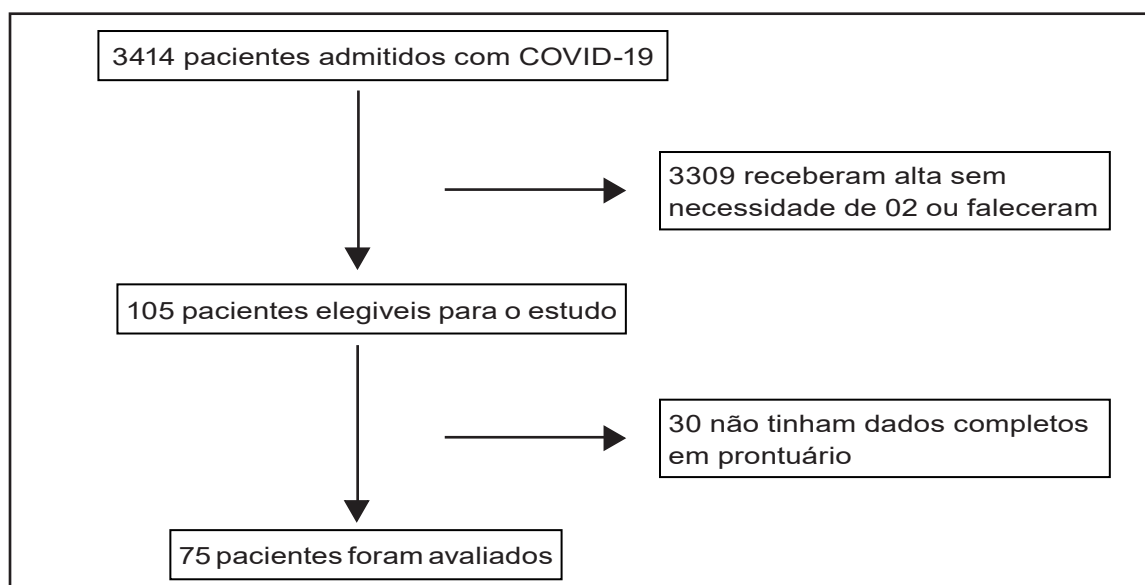 3414 pacientes admitidos com COVID-19
3309 receberam alta sem
necessidade de 02 ou faleceram
105 pacientes elegiveis para o estudo
30 não tinham dados completos
em prontuário
75 pacientes foram avaliados